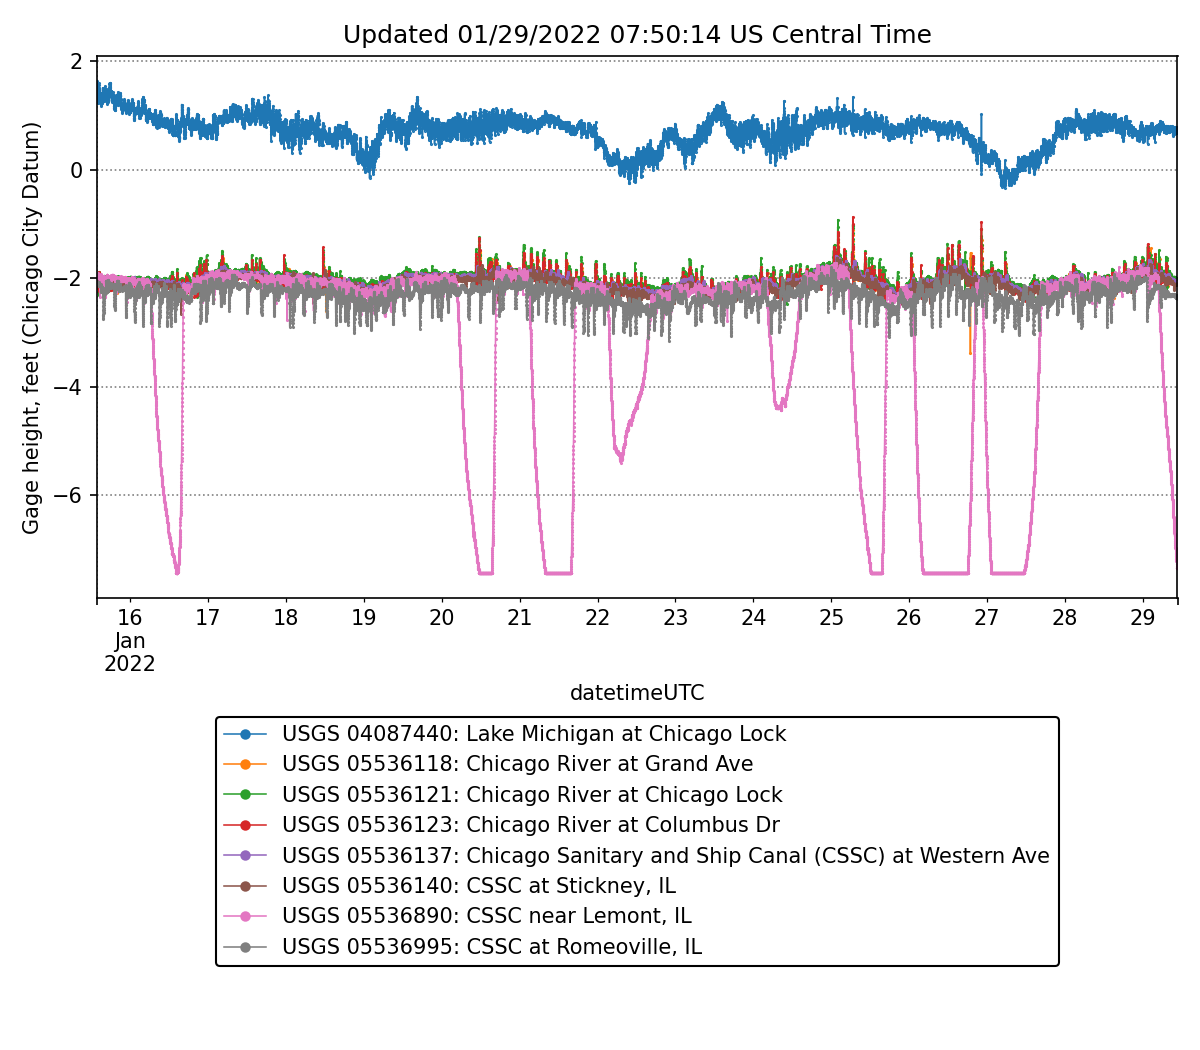 Updated 01/29/2022 07:50:14 US Central Time
Gage height, feet (Chicago City Datum)
2
0
−2
−4
−6
16 17 18 19 20 21 22 23 24 25 26 27 28 29
Jan
2022
datetimeUTC
USGS 04087440: Lake Michigan at Chicago Lock
USGS 05536118: Chicago River at Grand Ave
USGS 05536121: Chicago River at Chicago Lock
USGS 05536123: Chicago River at Columbus Dr
USGS 05536137: Chicago Sanitary and Ship Canal (CSSC) at Western Ave
USGS 05536140: CSSC at Stickney, IL
USGS 05536890: CSSC near Lemont, IL
USGS 05536995: CSSC at Romeoville, IL